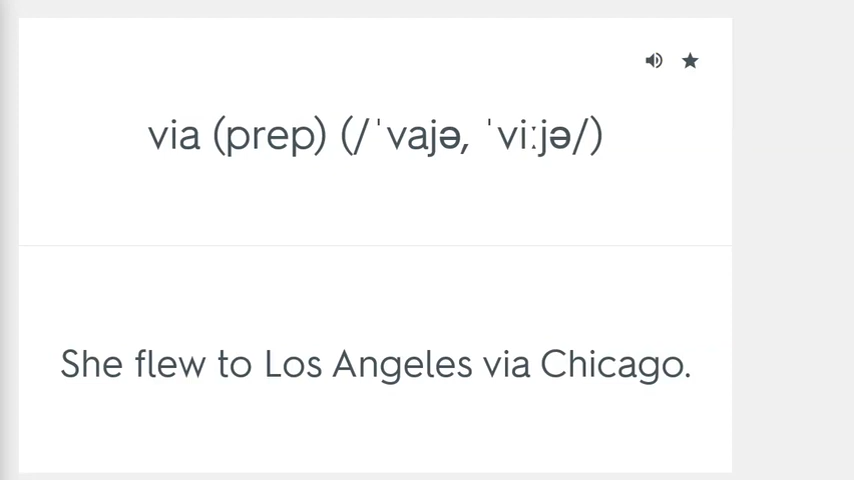 via (prep) (/ˈvajə, ˈviːjə/)
She flew to Los Angeles via Chicago.